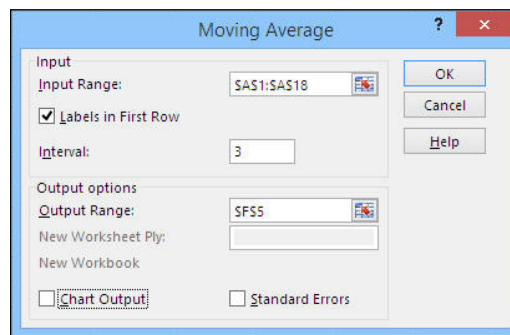 Moving Average
?
×
Input
Input Range:
$A$1:$A$18
OK
Labels in First Row
Cancel
Interval:
3
Help
Output options
Output Range:
$F$5
New Worksheet Ply:
New Workbook
Chart Output
Standard Errors